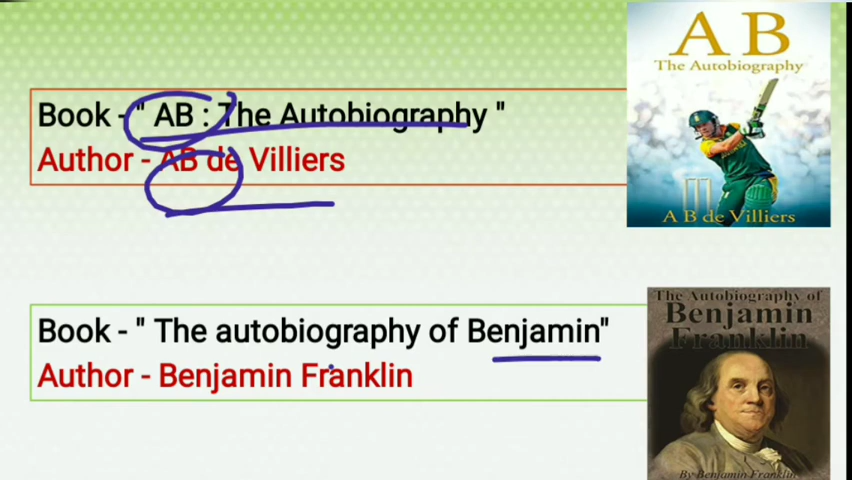 Book - " AB : The Autobiography "
Author - AB de Villiers
A B
The Autobiography
A B de Villiers
Book - " The autobiography of Benjamin"
Author - Benjamin Franklin
The Autobiography of
Benjamin
Franklin
By Benjamin Franklin